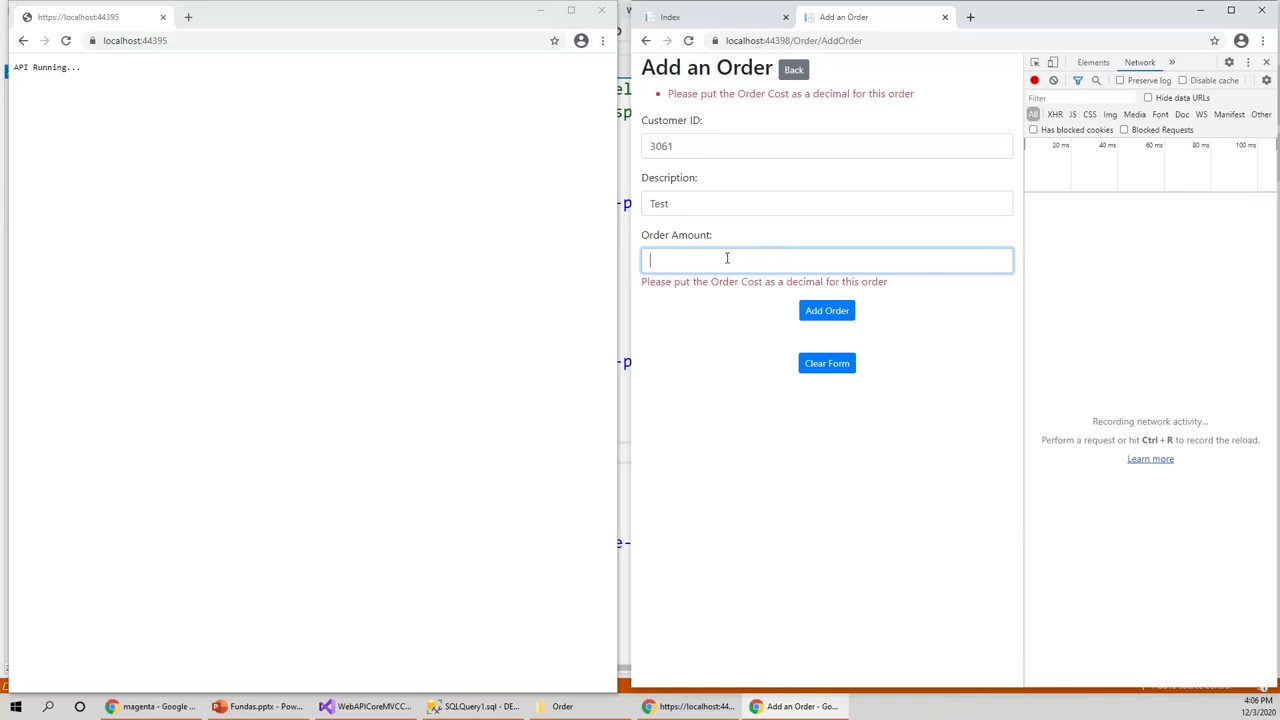 https://localhost:44395
localhost:44395
API Running...
Index
Add an Order
localhost:44398/Order/AddOrder
Add an Order Back
Please put the Order Cost as a decimal for this order
Customer ID:
3061
Description:
Test
Order Amount:
Please put the Order Cost as a decimal for this order
Add Order
Clear Form
Elements Network »
Preserve log Disable cache
Filter Hide data URLs
All XHR JS CSS Img Media Font Doc WS Manifest Other
Has blocked cookies Blocked Requests
20 ms 40 ms 60 ms 80 ms 100 ms
Recording network activity...
Perform a request or hit Ctrl + R to record the reload.
Learn more
el
sp
-p
-p
e-
magenta - Google ... Fundas.pptx - Pow... WebAPICoreMVCC... SQLQuery1.sql - DE... Order https://localhost:44... Add an Order - Go...
4:06 PM
12/3/2020